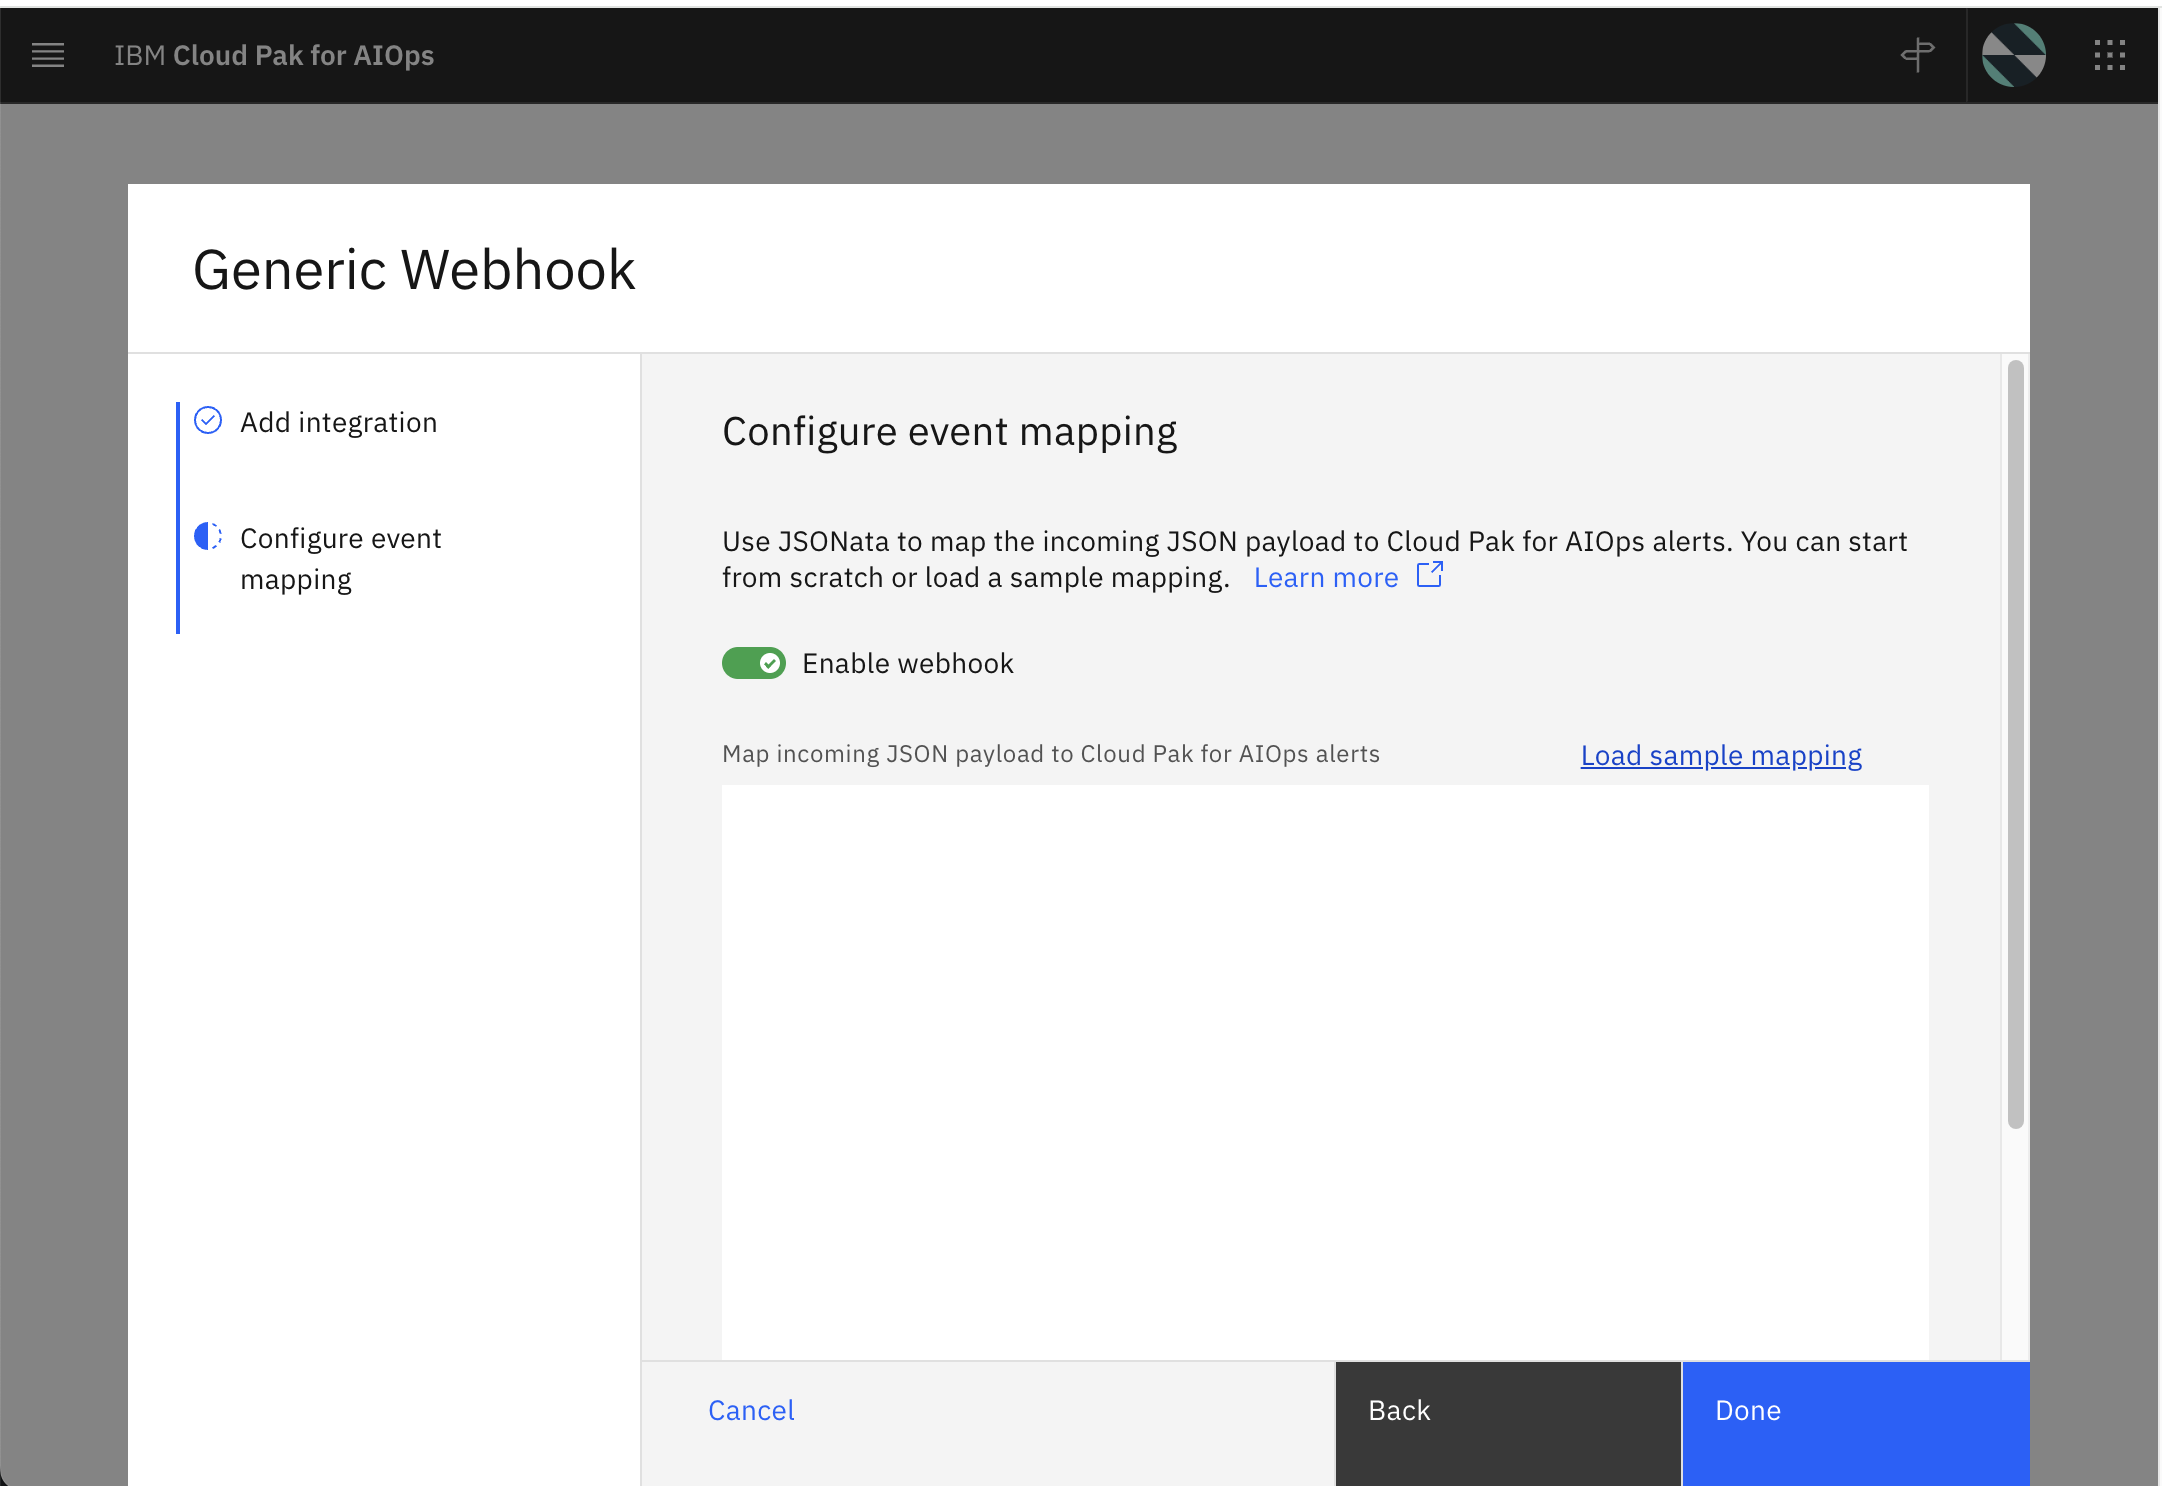 IBM Cloud Pak for AIOps
Generic Webhook
Add integration
Configure event
mapping
Configure event mapping
Use JSONata to map the incoming JSON payload to Cloud Pak for AIOps alerts. You can start
from scratch or load a sample mapping. Learn more
Enable webhook
Map incoming JSON payload to Cloud Pak for AIOps alerts
Load sample mapping
Cancel
Back
Done